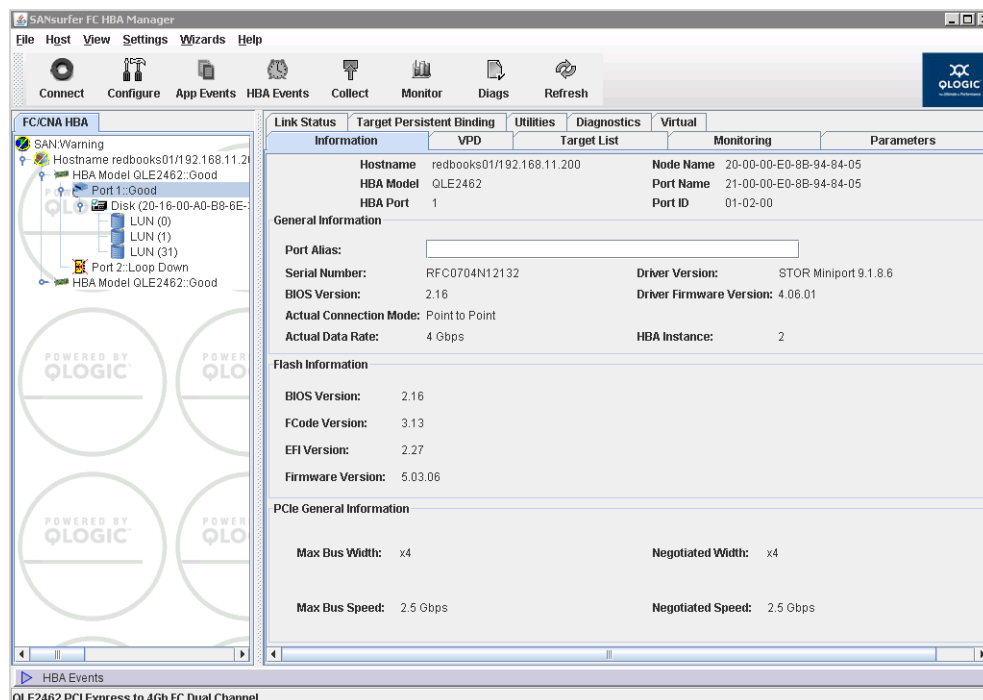 SANsurfer FC HBA Manager
File Host View Settings Wizards Help
Connect Configure App Events HBA Events Collect Monitor Diags Refresh
QLOGIC
FC/CNA HBA
SAN:Warning
Hostname redbooks01/192.168.11.20
HBA Model QLE2462::Good
Port 1::Good
Disk (20-16-00-A0-B8-6E-
LUN (0)
LUN (1)
LUN (31)
Port 2::Loop Down
HBA Model QLE2462::Good
POWERED BY POWER
QLOGIC QLO
POWERED BY POWER
QLOGIC QLO
Link Status Target Persistent Binding Utilities Diagnostics Virtual
Information VPD Target List Monitoring Parameters
Hostname redbooks01/192.168.11.200 Node Name 20-00-00-E0-8B-94-84-05
HBA Model QLE2462 Port Name 21-00-00-E0-8B-94-84-05
HBA Port 1 Port ID 01-02-00
General Information
Port Alias:
Serial Number: RFC0704N12132 Driver Version: STOR Miniport 9.1.8.6
BIOS Version: 2.16 Driver Firmware Version: 4.06.01
Actual Connection Mode: Point to Point
Actual Data Rate: 4 Gbps HBA Instance: 2
Flash Information
BIOS Version: 2.16
FCode Version: 3.13
EFI Version: 2.27
Firmware Version: 5.03.06
PCIe General Information
Max Bus Width: x4 Negotiated Width: x4
Max Bus Speed: 2.5 Gbps Negotiated Speed: 2.5 Gbps
HBA Events
QLE2462 PCI Express to 4Gb FC Dual Channel